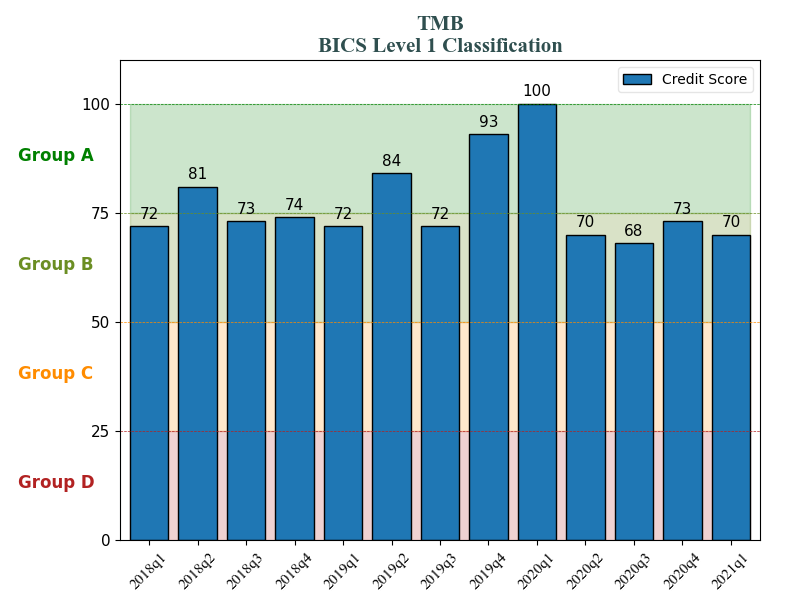 TMB
BICS Level 1 Classification
Credit Score
100
75
50
25
0
Group A
Group B
Group C
Group D
72
81
73
74
72
84
72
93
100
70
68
73
70
2018q1
2018q2
2018q3
2018q4
2019q1
2019q2
2019q3
2019q4
2020q1
2020q2
2020q3
2020q4
2021q1